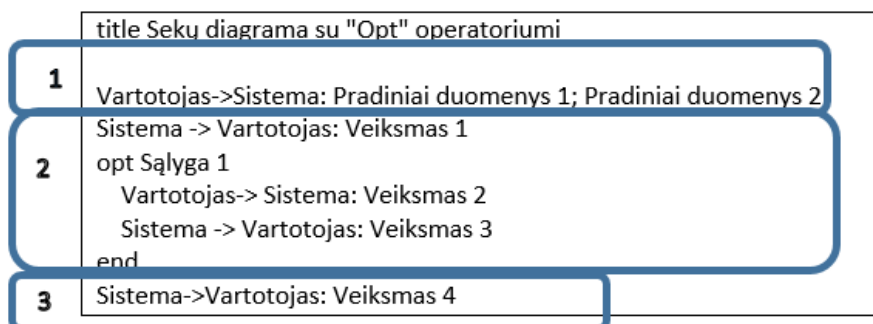 title Sekų diagrama su "Opt" operatoriumi
1
Vartotojas->Sistema: Pradiniai duomenys 1; Pradiniai duomenys 2
Sistema -> Vartotojas: Veiksmas 1
2
opt Sąlyga 1
Vartotojas-> Sistema: Veiksmas 2
Sistema -> Vartotojas: Veiksmas 3
end
3
Sistema->Vartotojas: Veiksmas 4